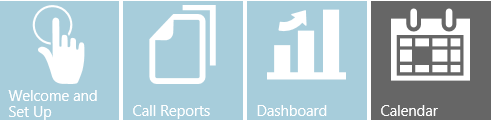 Welcome and
Set Up
Call Reports
Dashboard
Calendar